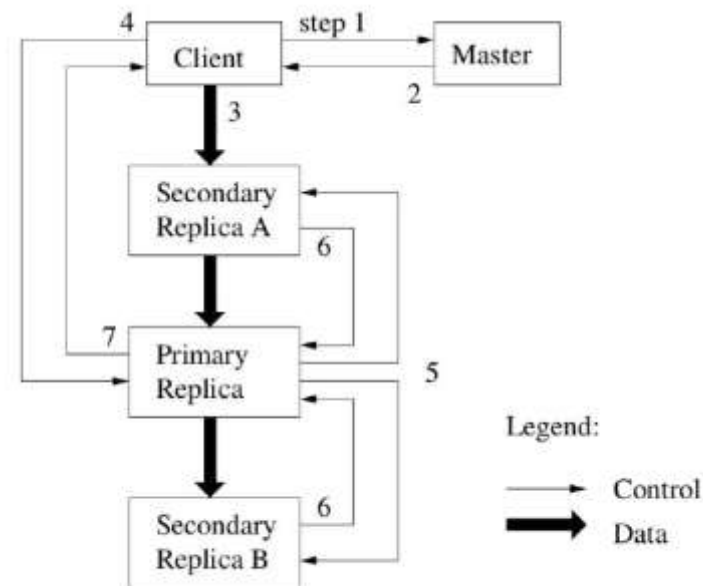 4
step 1
Client
Master
2
3
Secondary
Replica A
6
7
Primary
Replica
5
Legend:
Control
6
Secondary
Replica B
Data